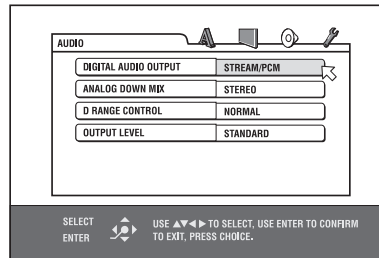 AUDIO
DIGITAL AUDIO OUTPUT STREAM/PCM
ANALOG DOWN MIX STEREO
D RANGE CONTROL NORMAL
OUTPUT LEVEL STANDARD
SELECT
ENTER
USE ▲▼◀▶ TO SELECT, USE ENTER TO CONFIRM
TO EXIT, PRESS CHOICE.